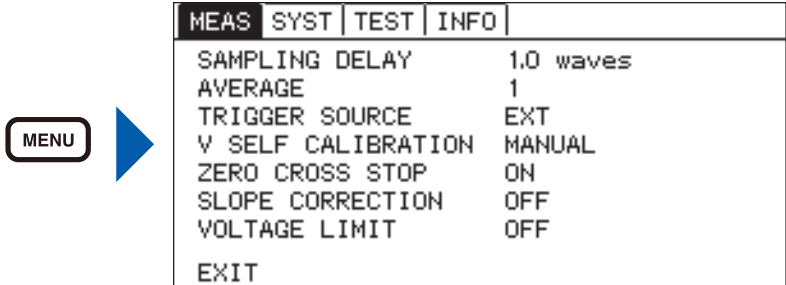 MENU
MEAS SYST TEST INFO
SAMPLING DELAY 1.0 waves
AVERAGE 1
TRIGGER SOURCE EXT
V SELF CALIBRATION MANUAL
ZERO CROSS STOP ON
SLOPE CORRECTION OFF
VOLTAGE LIMIT OFF
EXIT